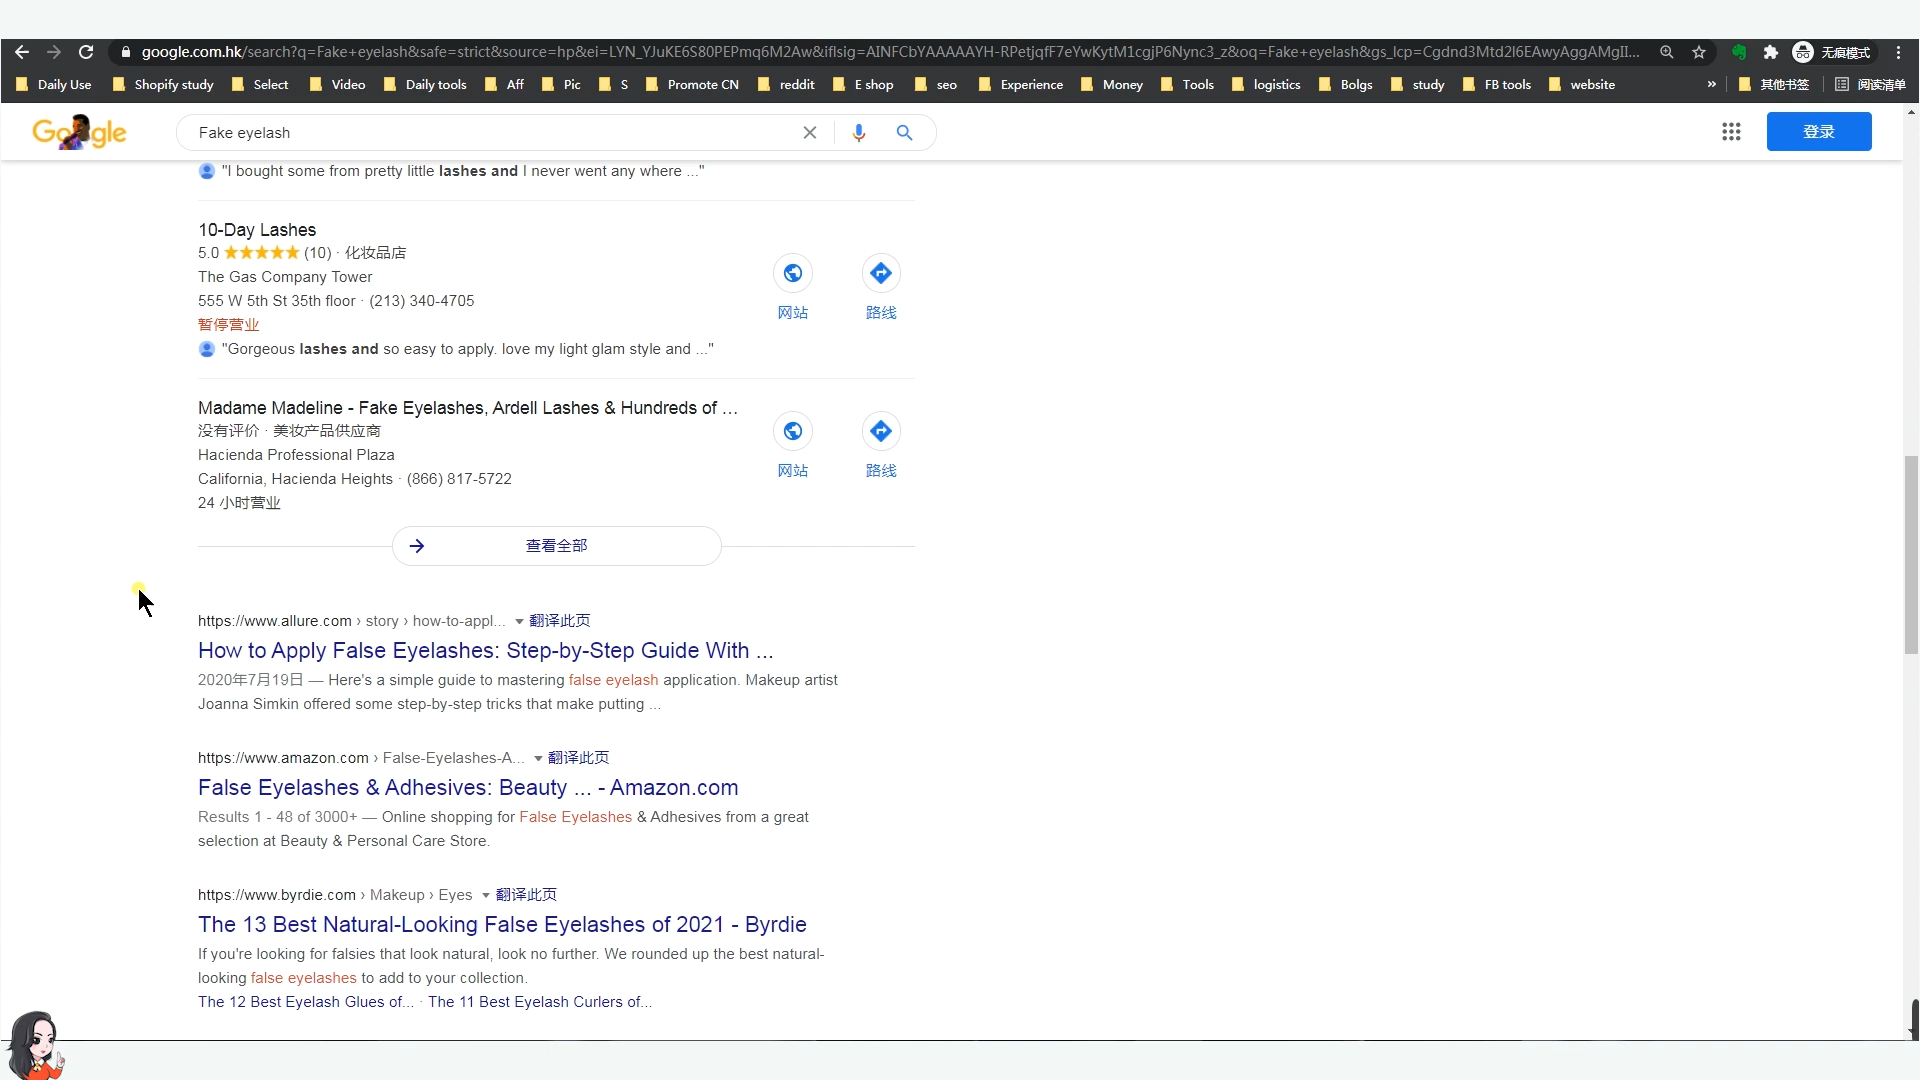 google.com.hk/search?q=Fake+eyelash&safe=strict&source=hp&ei=LYN_YJuKE6S80PEPmq6M2Aw&iflsig=AINFCbYAAAAAYH-RPetjqfF7eYwKytM1cgjP6Nync3_z&oq=Fake+eyelash&gs_lcp=Cgdnd3Mtd2l6EAwyAggAMgII... 无痕模式
Daily Use Shopify study Select Video Daily tools Aff Pic S Promote CN reddit E shop seo Experience Money Tools logistics Bolgs study FB tools website » 其他书签 阅读清单
Google Fake eyelash 登录
"I bought some from pretty little lashes and I never went any where ..."
10-Day Lashes
5.0 ★★★★★ (10) · 化妆品店
The Gas Company Tower
555 W 5th St 35th floor · (213) 340-4705
网站 路线
暂停营业
"Gorgeous lashes and so easy to apply. love my light glam style and ..."
Madame Madeline - Fake Eyelashes, Ardell Lashes & Hundreds of ...
没有评价 · 美妆产品供应商
Hacienda Professional Plaza
网站 路线
California, Hacienda Heights · (866) 817-5722
24 小时营业
查看全部
https://www.allure.com › story › how-to-appl... 翻译此页
How to Apply False Eyelashes: Step-by-Step Guide With ...
2020年7月19日 — Here's a simple guide to mastering false eyelash application. Makeup artist
Joanna Simkin offered some step-by-step tricks that make putting ...
https://www.amazon.com › False-Eyelashes-A... 翻译此页
False Eyelashes & Adhesives: Beauty ... - Amazon.com
Results 1 - 48 of 3000+ — Online shopping for False Eyelashes & Adhesives from a great
selection at Beauty & Personal Care Store.
https://www.byrdie.com › Makeup › Eyes 翻译此页
The 13 Best Natural-Looking False Eyelashes of 2021 - Byrdie
If you're looking for falsies that look natural, look no further. We rounded up the best natural-
looking false eyelashes to add to your collection.
The 12 Best Eyelash Glues of... · The 11 Best Eyelash Curlers of...